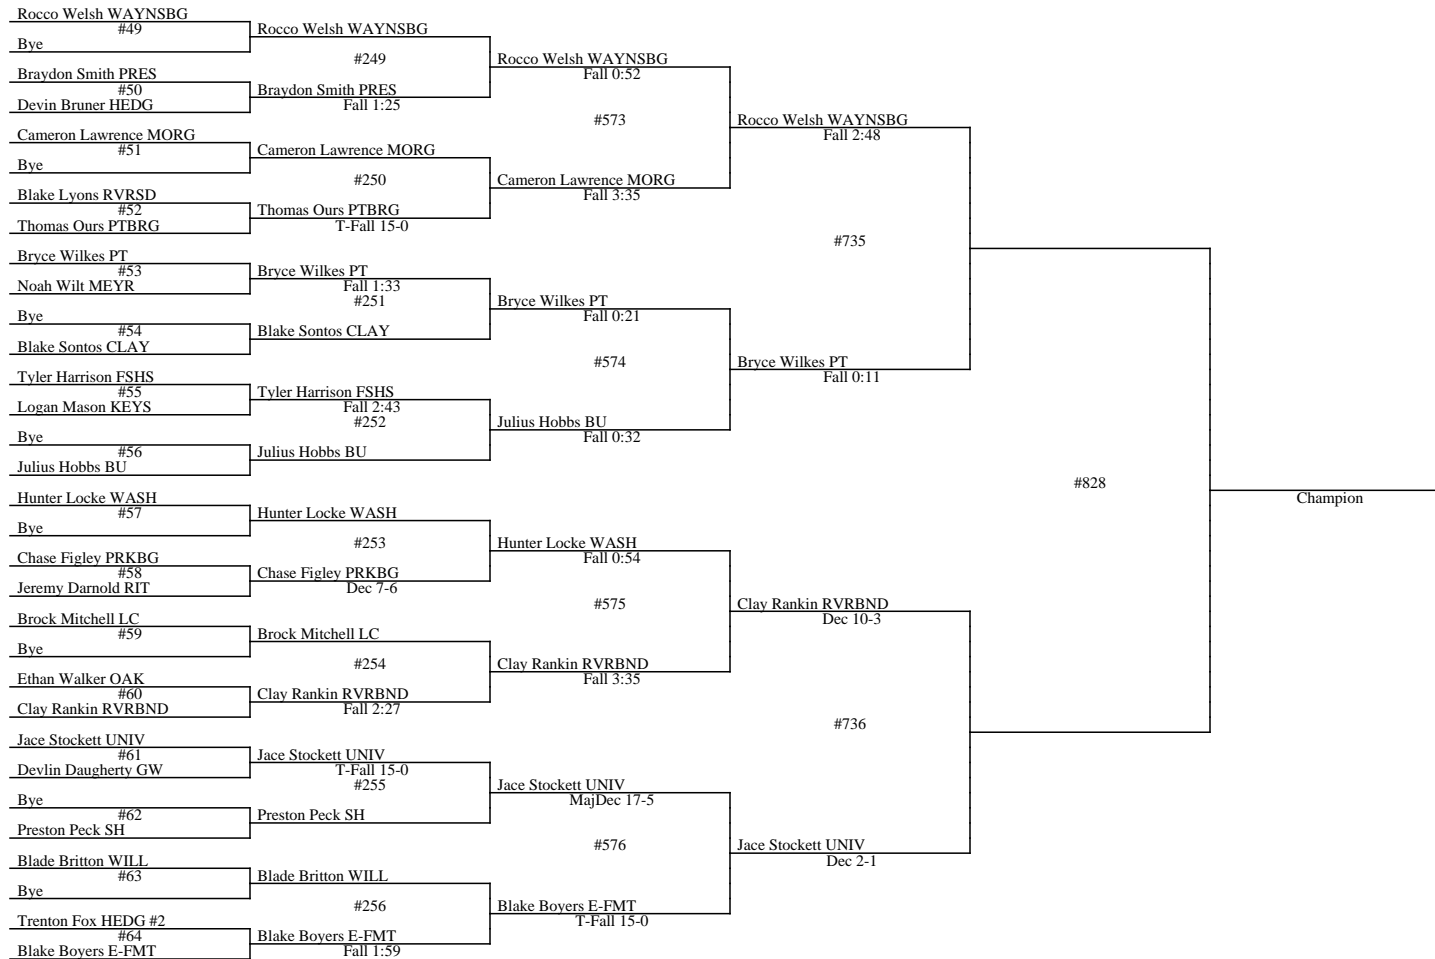 Rocco Welsh WAYNSBG
#49
Bye
Braydon Smith PRES
#50
Devin Bruner HEDG
Cameron Lawrence MORG
#51
Bye
Blake Lyons RVRSD
#52
Thomas Ours PTBRG
Bryce Wilkes PT
#53
Noah Wilt MEYR
Bye
#54
Blake Sontos CLAY
Tyler Harrison FSHS
#55
Logan Mason KEYS
Bye
#56
Julius Hobbs BU
Hunter Locke WASH
#57
Bye
Chase Figley PRKBG
#58
Jeremy Darnold RIT
Brock Mitchell LC
#59
Bye
Ethan Walker OAK
#60
Clay Rankin RVRBND
Jace Stockett UNIV
#61
Devlin Daugherty GW
Bye
#62
Preston Peck SH
Blade Britton WILL
#63
Bye
Trenton Fox HEDG #2
#64
Blake Boyers E-FMT
Rocco Welsh WAYNSBG
#249
Braydon Smith PRES
Fall 1:25
Cameron Lawrence MORG
#250
Thomas Ours PTBRG
T-Fall 15-0
Bryce Wilkes PT
Fall 1:33
#251
Blake Sontos CLAY
Tyler Harrison FSHS
Fall 2:43
#252
Julius Hobbs BU
Hunter Locke WASH
#253
Chase Figley PRKBG
Dec 7-6
Brock Mitchell LC
#254
Clay Rankin RVRBND
Fall 2:27
Jace Stockett UNIV
T-Fall 15-0
#255
Preston Peck SH
Blade Britton WILL
#256
Blake Boyers E-FMT
Fall 1:59
Rocco Welsh WAYNSBG
Fall 0:52
#573
Cameron Lawrence MORG
Fall 3:35
Bryce Wilkes PT
Fall 0:21
#574
Julius Hobbs BU
Fall 0:32
Hunter Locke WASH
Fall 0:54
#575
Clay Rankin RVRBND
Fall 3:35
Jace Stockett UNIV
MajDec 17-5
#576
Blake Boyers E-FMT
T-Fall 15-0
Rocco Welsh WAYNSBG
Fall 2:48
#735
Bryce Wilkes PT
Fall 0:11
Clay Rankin RVRBND
Dec 10-3
#736
Jace Stockett UNIV
Dec 2-1
#828
Champion